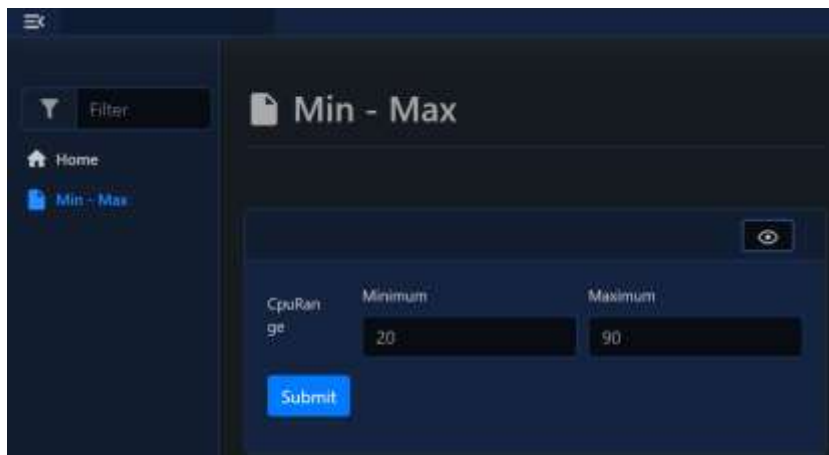 Filter
Home
Min - Max
Min - Max
CpuRan
ge
Minimum
Maximum
20
90
Submit